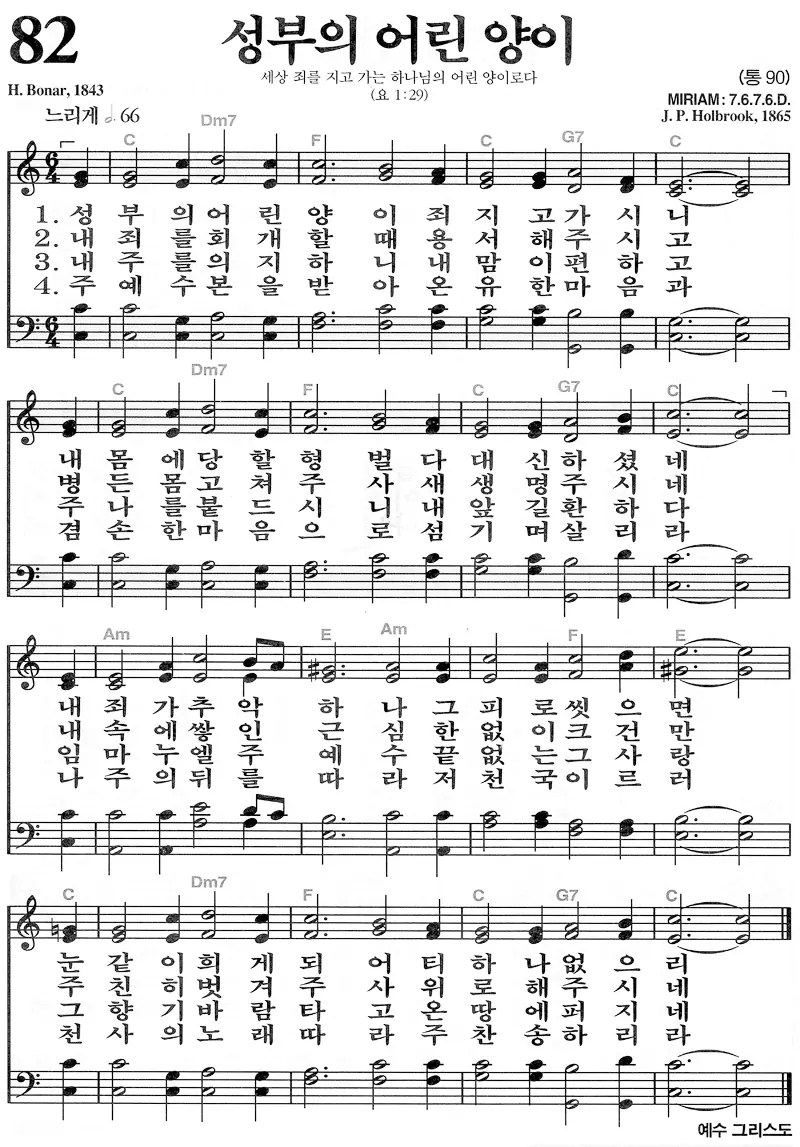 82
성부의 어린 양이
세상 죄를 지고 가는 하나님의 어린 양이로다
(요 1:29)
(통 90)
H. Bonar, 1843
MIRIAM : 7.6.7.6.D.
J. P. Holbrook, 1865
느리게 𝅗𝅥. 66
C Dm7 F C G7 C
6/4
1. 성 부 의 어 린 양 이 죄 지 고 가 시 니
2. 내 죄 를 회 개 할 때 용 서 해 주 시 고
3. 내 주 를 의 지 하 니 내 맘 이 편 하 고
4. 주 예 수 본 을 받 아 온 유 한 마 음 과
6/4
C Dm7 F C G7 C
내 몸 에 당 할 형 벌 다 대 신 하 셨 네
병 든 몸 고 쳐 주 사 새 생 명 주 시 네
주 나 를 붙 드 시 니 내 앞 길 환 하 다
겸 손 한 마 음 으 로 섬 기 며 살 리 라
Am E Am F E
내 죄 가 추 악 하 나 그 피 로 씻 으 면
내 속 에 쌓 인 근 심 한 없 이 크 건 만
임 마 누 엘 주 예 수 끝 없 는 그 사 랑
나 주 의 뒤 를 따 라 저 천 국 이 르 러
C Dm7 F C G7 C
눈 같 이 희 게 되 어 티 하 나 없 으 리
주 친 히 벗 겨 주 사 위 로 해 주 시 네
그 향 기 바 람 타 고 온 땅 에 퍼 지 네
천 사 의 노 래 따 라 주 찬 송 하 리 라
예수 그리스도